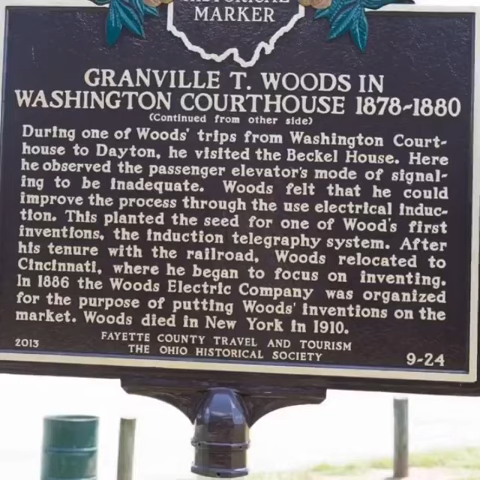 HISTORICAL
MARKER
GRANVILLE T. WOODS IN
WASHINGTON COURTHOUSE 1878~1880
(Continued from other side)
During one of Woods' trips from Washington Court-
house to Dayton, he visited the Beckel House. Here
he observed the passenger elevator's mode of signal-
ing to be inadequate. Woods felt that he could
improve the process through the use electrical induc-
tion. This planted the seed for one of Wood's first
inventions, the induction telegraphy system. After
his tenure with the railroad, Woods relocated to
Cincinnati, where he began to focus on inventing.
In 1886 the Woods Electric Company was organized
for the purpose of putting Woods' inventions on the
market. Woods died in New York in 1910.
FAYETTE COUNTY TRAVEL AND TOURISM
2013 THE OHIO HISTORICAL SOCIETY 9-24